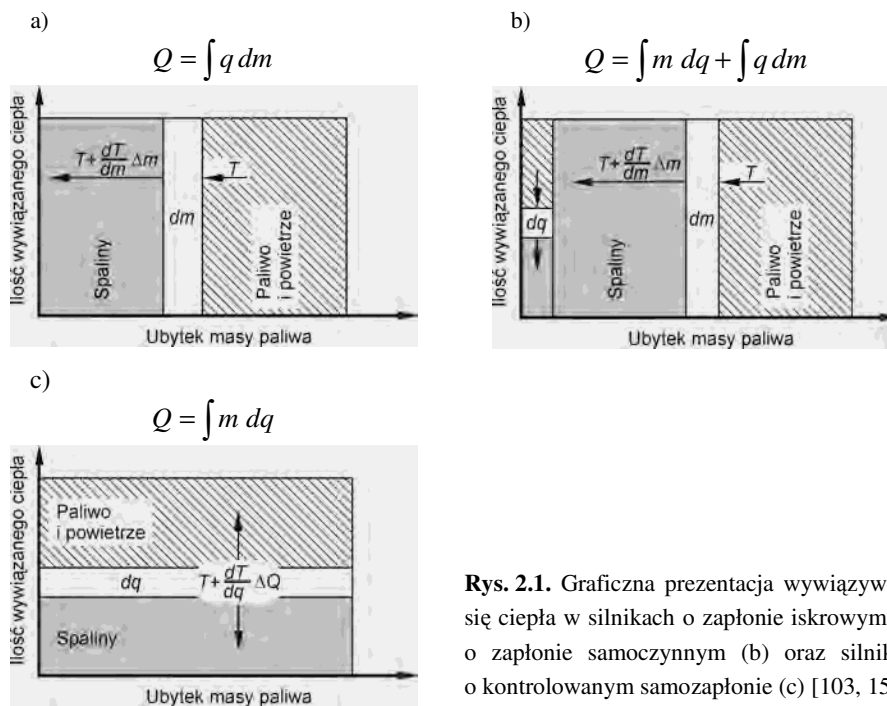 a)
Q = ∫ q dm
Ilość wywiązanego ciepła
T + dT/dm Δm
T
dm
Spaliny
Paliwo
i powietrze
Ubytek masy paliwa
b)
Q = ∫ m dq + ∫ q dm
Ilość wywiązanego ciepła
dq
T + dT/dm Δm
T
dm
Spaliny
Paliwo
i powietrze
Ubytek masy paliwa
c)
Q = ∫ m dq
Ilość wywiązanego ciepła
Paliwo
i powietrze
dq
T + dT/dq ΔQ
Spaliny
Ubytek masy paliwa
Rys. 2.1. Graficzna prezentacja wywiązyw
się ciepła w silnikach o zapłonie iskrowym
o zapłonie samoczynnym (b) oraz silnik
o kontrolowanym samozapłonie (c) [103, 15